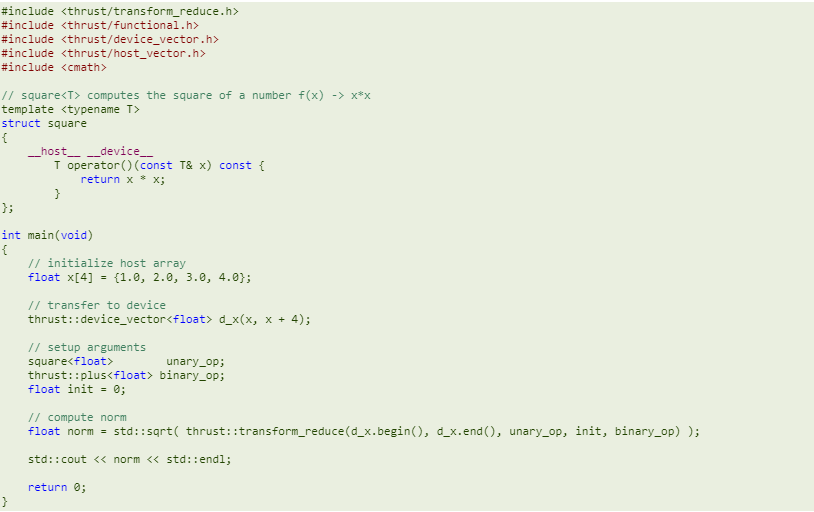 #include <thrust/transform_reduce.h>
#include <thrust/functional.h>
#include <thrust/device_vector.h>
#include <thrust/host_vector.h>
#include <cmath>

// square<T> computes the square of a number f(x) -> x*x
template <typename T>
struct square
{
    __host__ __device__
        T operator()(const T& x) const {
            return x * x;
        }
};

int main(void)
{
    // initialize host array
    float x[4] = {1.0, 2.0, 3.0, 4.0};

    // transfer to device
    thrust::device_vector<float> d_x(x, x + 4);

    // setup arguments
    square<float>        unary_op;
    thrust::plus<float> binary_op;
    float init = 0;

    // compute norm
    float norm = std::sqrt( thrust::transform_reduce(d_x.begin(), d_x.end(), unary_op, init, binary_op) );

    std::cout << norm << std::endl;

    return 0;
}